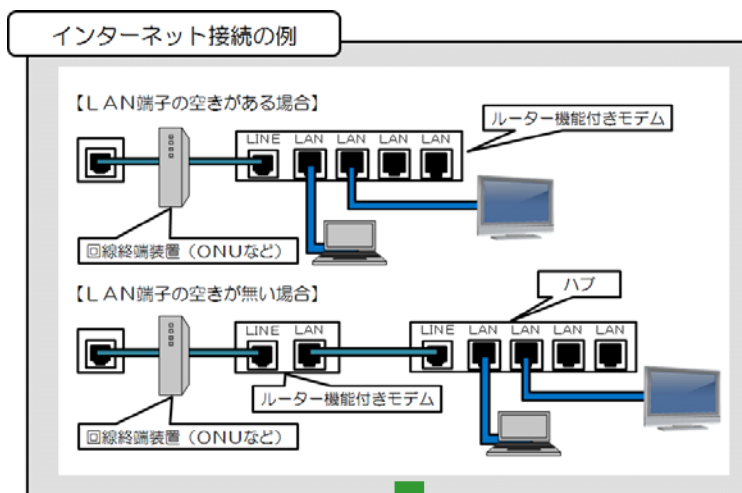 インターネット接続の例
【LAN端子の空きがある場合】
ルーター機能付きモデム
LINE LAN LAN LAN LAN
回線終端装置(ONUなど)
【LAN端子の空きが無い場合】
ハブ
LINE LAN
LINE LAN LAN LAN LAN
ルーター機能付きモデム
回線終端装置(ONUなど)